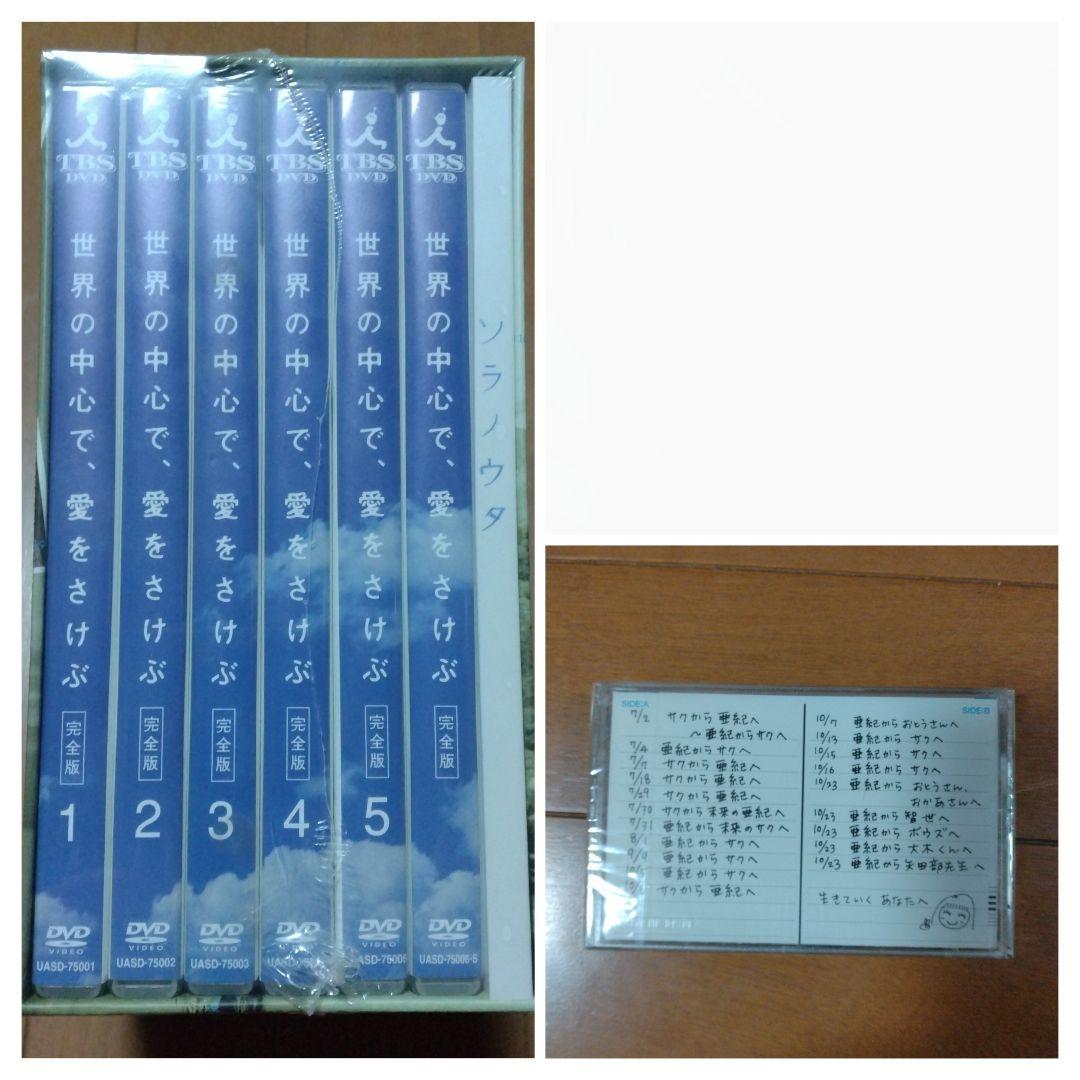 TBS
DVD
世界の中心で、愛をさけぶ
完全版
1
DVD
VIDEO
UASD-75001
TBS
DVD
世界の中心で、愛をさけぶ
完全版
2
DVD
VIDEO
UASD-75002
TBS
DVD
世界の中心で、愛をさけぶ
完全版
3
DVD
VIDEO
UASD-75003
TBS
DVD
世界の中心で、愛をさけぶ
完全版
4
DVD
TBS
DVD
世界の中心で、愛をさけぶ
完全版
5
DVD
VIDEO
TBS
DVD
世界の中心で、愛をさけぶ
完全版
DVD
VIDEO
UASD-75006-S
ソラノウタ
SIDE:A
7/2 サクから 亜紀へ
〜亜紀からサクへ
7/4 亜紀から サクへ
7/7 サクから 亜紀へ
7/18 サクから 亜紀へ
7/29 サクから 亜紀へ
7/30 サクから 未来の亜紀へ
7/31 亜紀から 未来のサクへ
8/1 亜紀から サクへ
亜紀から サクへ
亜紀から サクへ
サクから 亜紀へ
SIDE:B
10/7 亜紀から おとうさんへ
10/13 亜紀から サクへ
10/15 亜紀から サクへ
10/16 亜紀から サクへ
10/23 亜紀から おとうさん、
おかあさんへ
10/23 亜紀から 智世へ
10/23 亜紀から ボウズへ
10/23 亜紀から 大木くんへ
10/23 亜紀から 矢田部先生へ
生きていく あなたへ